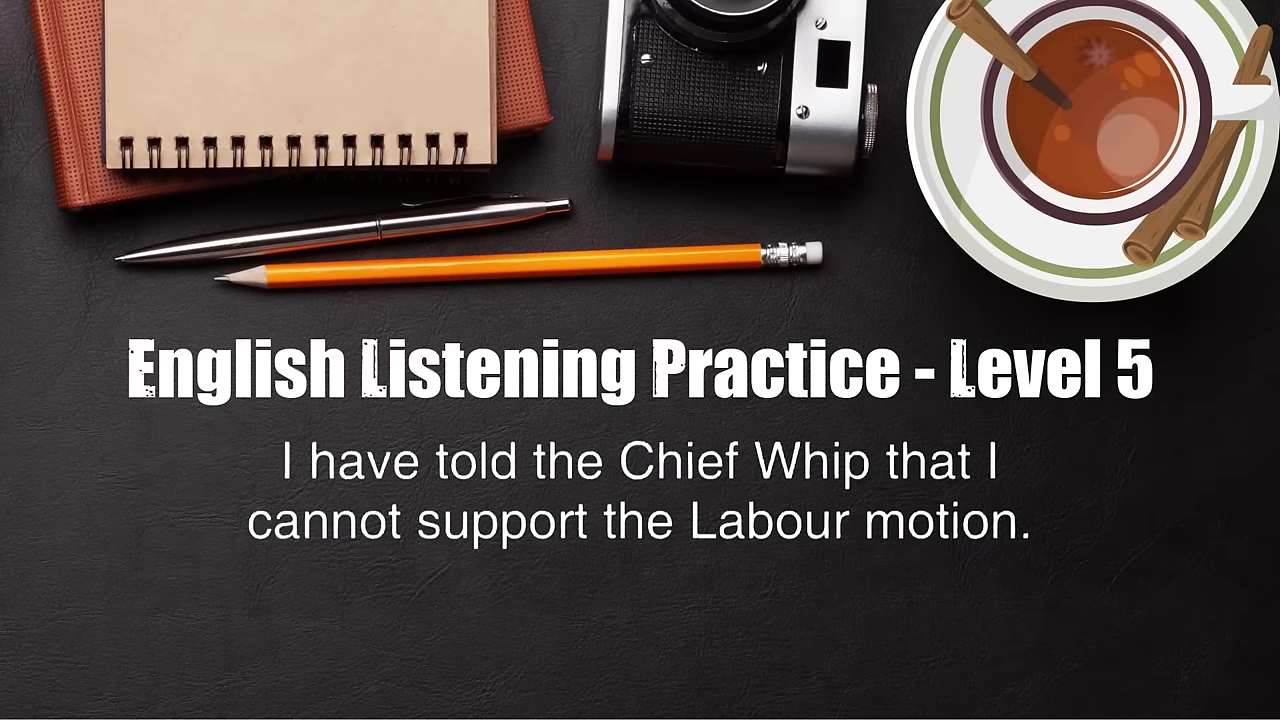 English Listening Practice - Level 5
I have told the Chief Whip that I
cannot support the Labour motion.